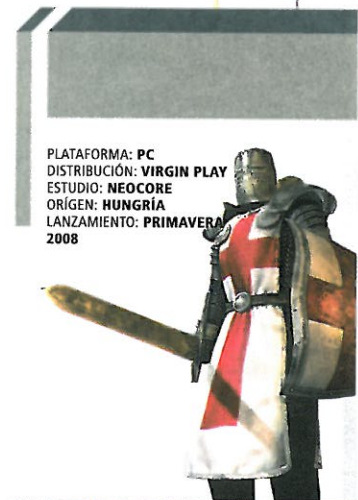 PLATAFORMA: PC
DISTRIBUCIÓN: VIRGIN PLAY
ESTUDIO: NEOCORE
ORÍGEN: HUNGRÍA
LANZAMIENTO: PRIMAVERA
2008